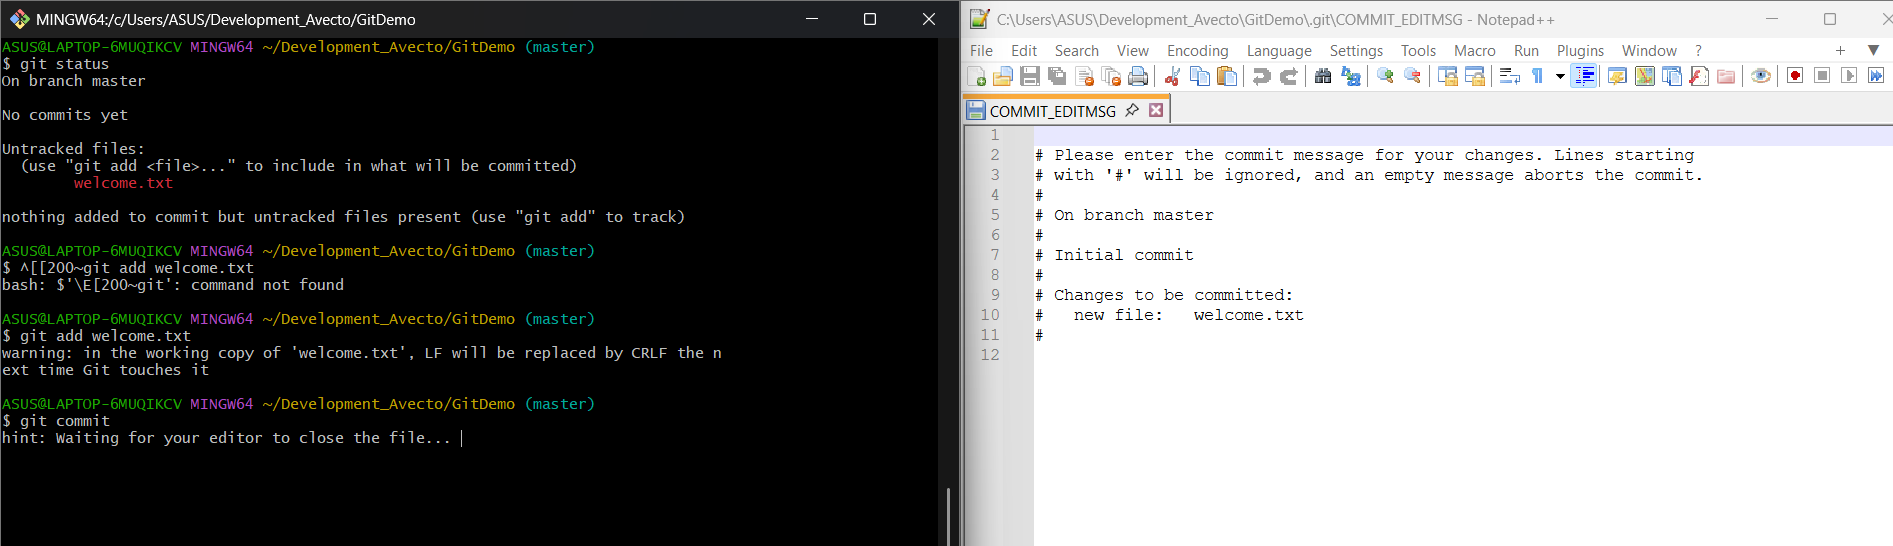 MINGW64:/c/Users/ASUS/Development_Avecto/GitDemo
ASUS@LAPTOP-6MUQIKCV MINGW64 ~/Development_Avecto/GitDemo (master)
$ git status
On branch master
No commits yet
Untracked files:
  (use "git add <file>..." to include in what will be committed)
        welcome.txt
nothing added to commit but untracked files present (use "git add" to track)
ASUS@LAPTOP-6MUQIKCV MINGW64 ~/Development_Avecto/GitDemo (master)
$ ^[[200~git add welcome.txt
bash: $'\E[200~git': command not found
ASUS@LAPTOP-6MUQIKCV MINGW64 ~/Development_Avecto/GitDemo (master)
$ git add welcome.txt
warning: in the working copy of 'welcome.txt', LF will be replaced by CRLF the n
ext time Git touches it
ASUS@LAPTOP-6MUQIKCV MINGW64 ~/Development_Avecto/GitDemo (master)
$ git commit
hint: Waiting for your editor to close the file...
C:\Users\ASUS\Development_Avecto\GitDemo\.git\COMMIT_EDITMSG - Notepad++
File Edit Search View Encoding Language Settings Tools Macro Run Plugins Window ? + ▼
COMMIT_EDITMSG
1
2 # Please enter the commit message for your changes. Lines starting
3 # with '#' will be ignored, and an empty message aborts the commit.
4 #
5 # On branch master
6 #
7 # Initial commit
8 #
9 # Changes to be committed:
10 #   new file:   welcome.txt
11 #
12